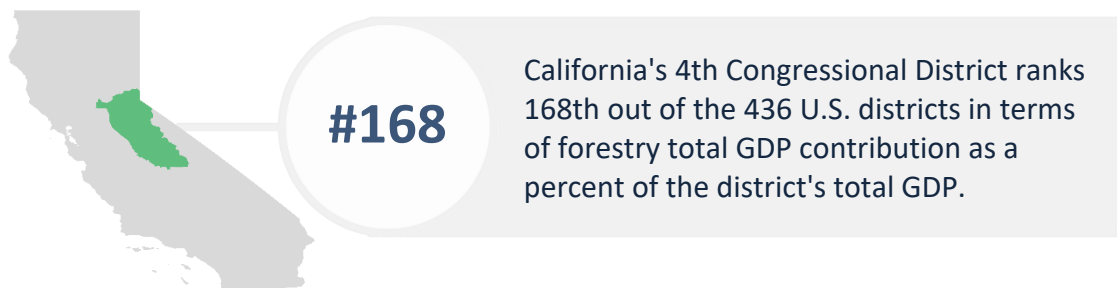 #168
California's 4th Congressional District ranks
168th out of the 436 U.S. districts in terms
of forestry total GDP contribution as a
percent of the district's total GDP.